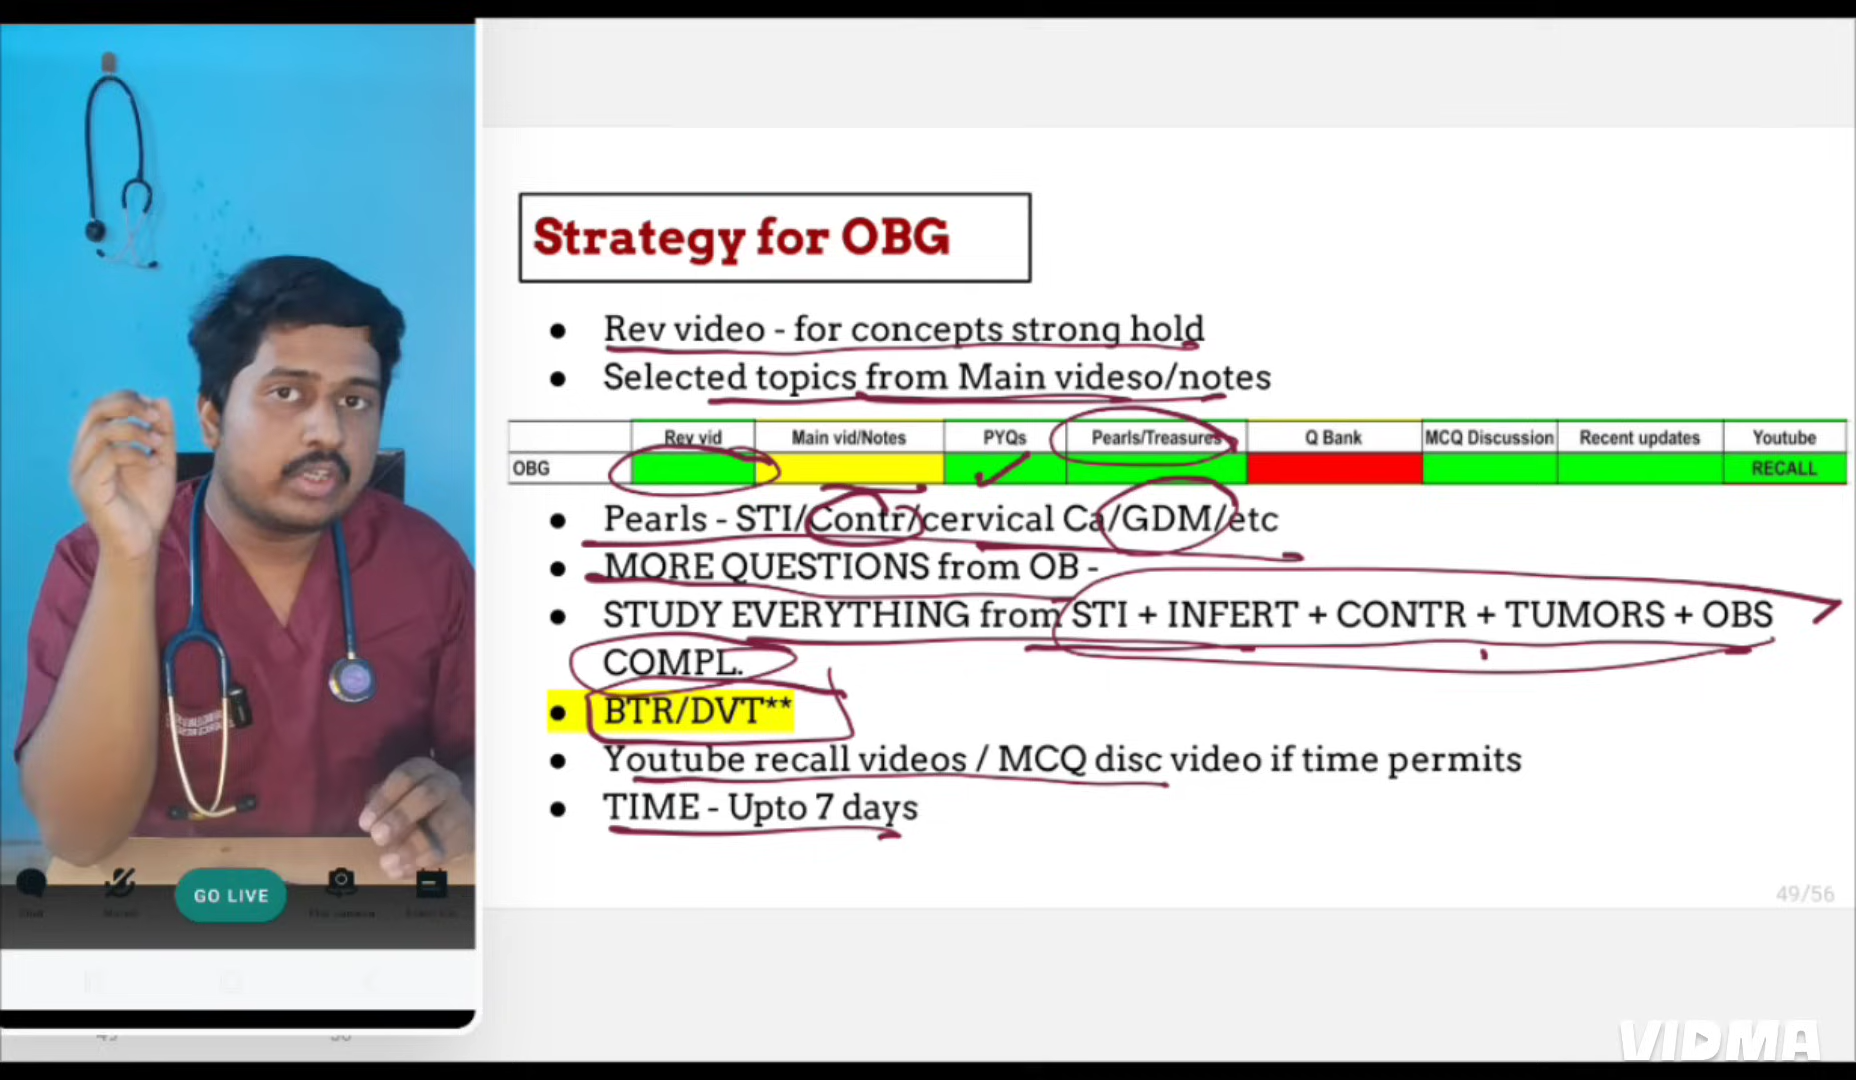 Strategy for OBG
● Rev video - for concepts strong hold
● Selected topics from Main videso/notes
Rev vid Main vid/Notes PYQs Pearls/Treasures Q Bank MCQ Discussion Recent updates Youtube
OBG RECALL
● Pearls - STI/Contr/cervical Ca/GDM/etc
● MORE QUESTIONS from OB -
● STUDY EVERYTHING from STI + INFERT + CONTR + TUMORS + OBS
COMPL.
● BTR/DVT**
● Youtube recall videos / MCQ disc video if time permits
● TIME - Upto 7 days
GO LIVE
49/56
VIDMA